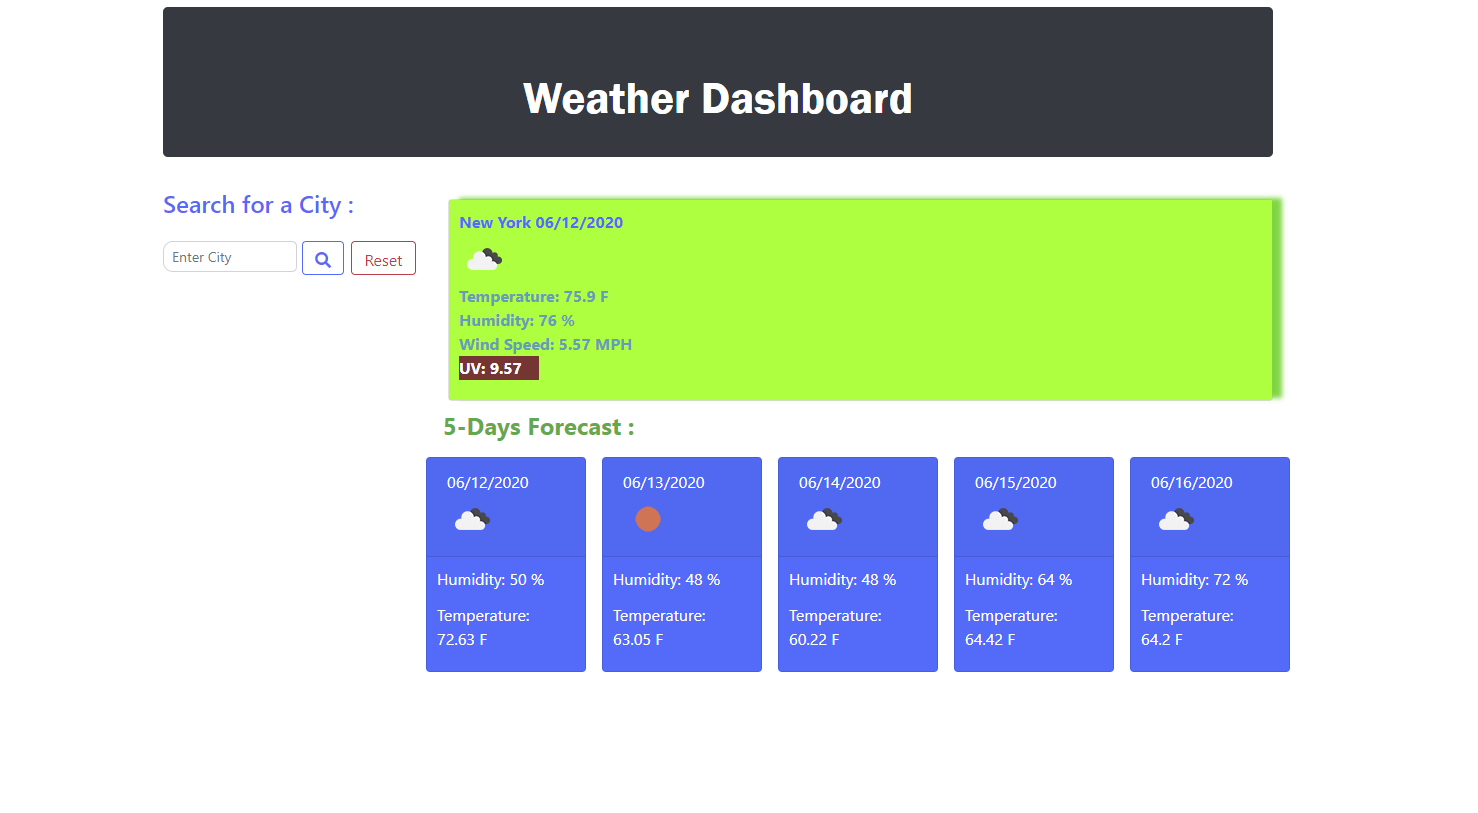 Weather Dashboard
Search for a City :
Enter City
Reset
New York 06/12/2020
Temperature: 75.9 F
Humidity: 76 %
Wind Speed: 5.57 MPH
UV: 9.57
5-Days Forecast :
06/12/2020
Humidity: 50 %
Temperature:
72.63 F
06/13/2020
Humidity: 48 %
Temperature:
63.05 F
06/14/2020
Humidity: 48 %
Temperature:
60.22 F
06/15/2020
Humidity: 64 %
Temperature:
64.42 F
06/16/2020
Humidity: 72 %
Temperature:
64.2 F